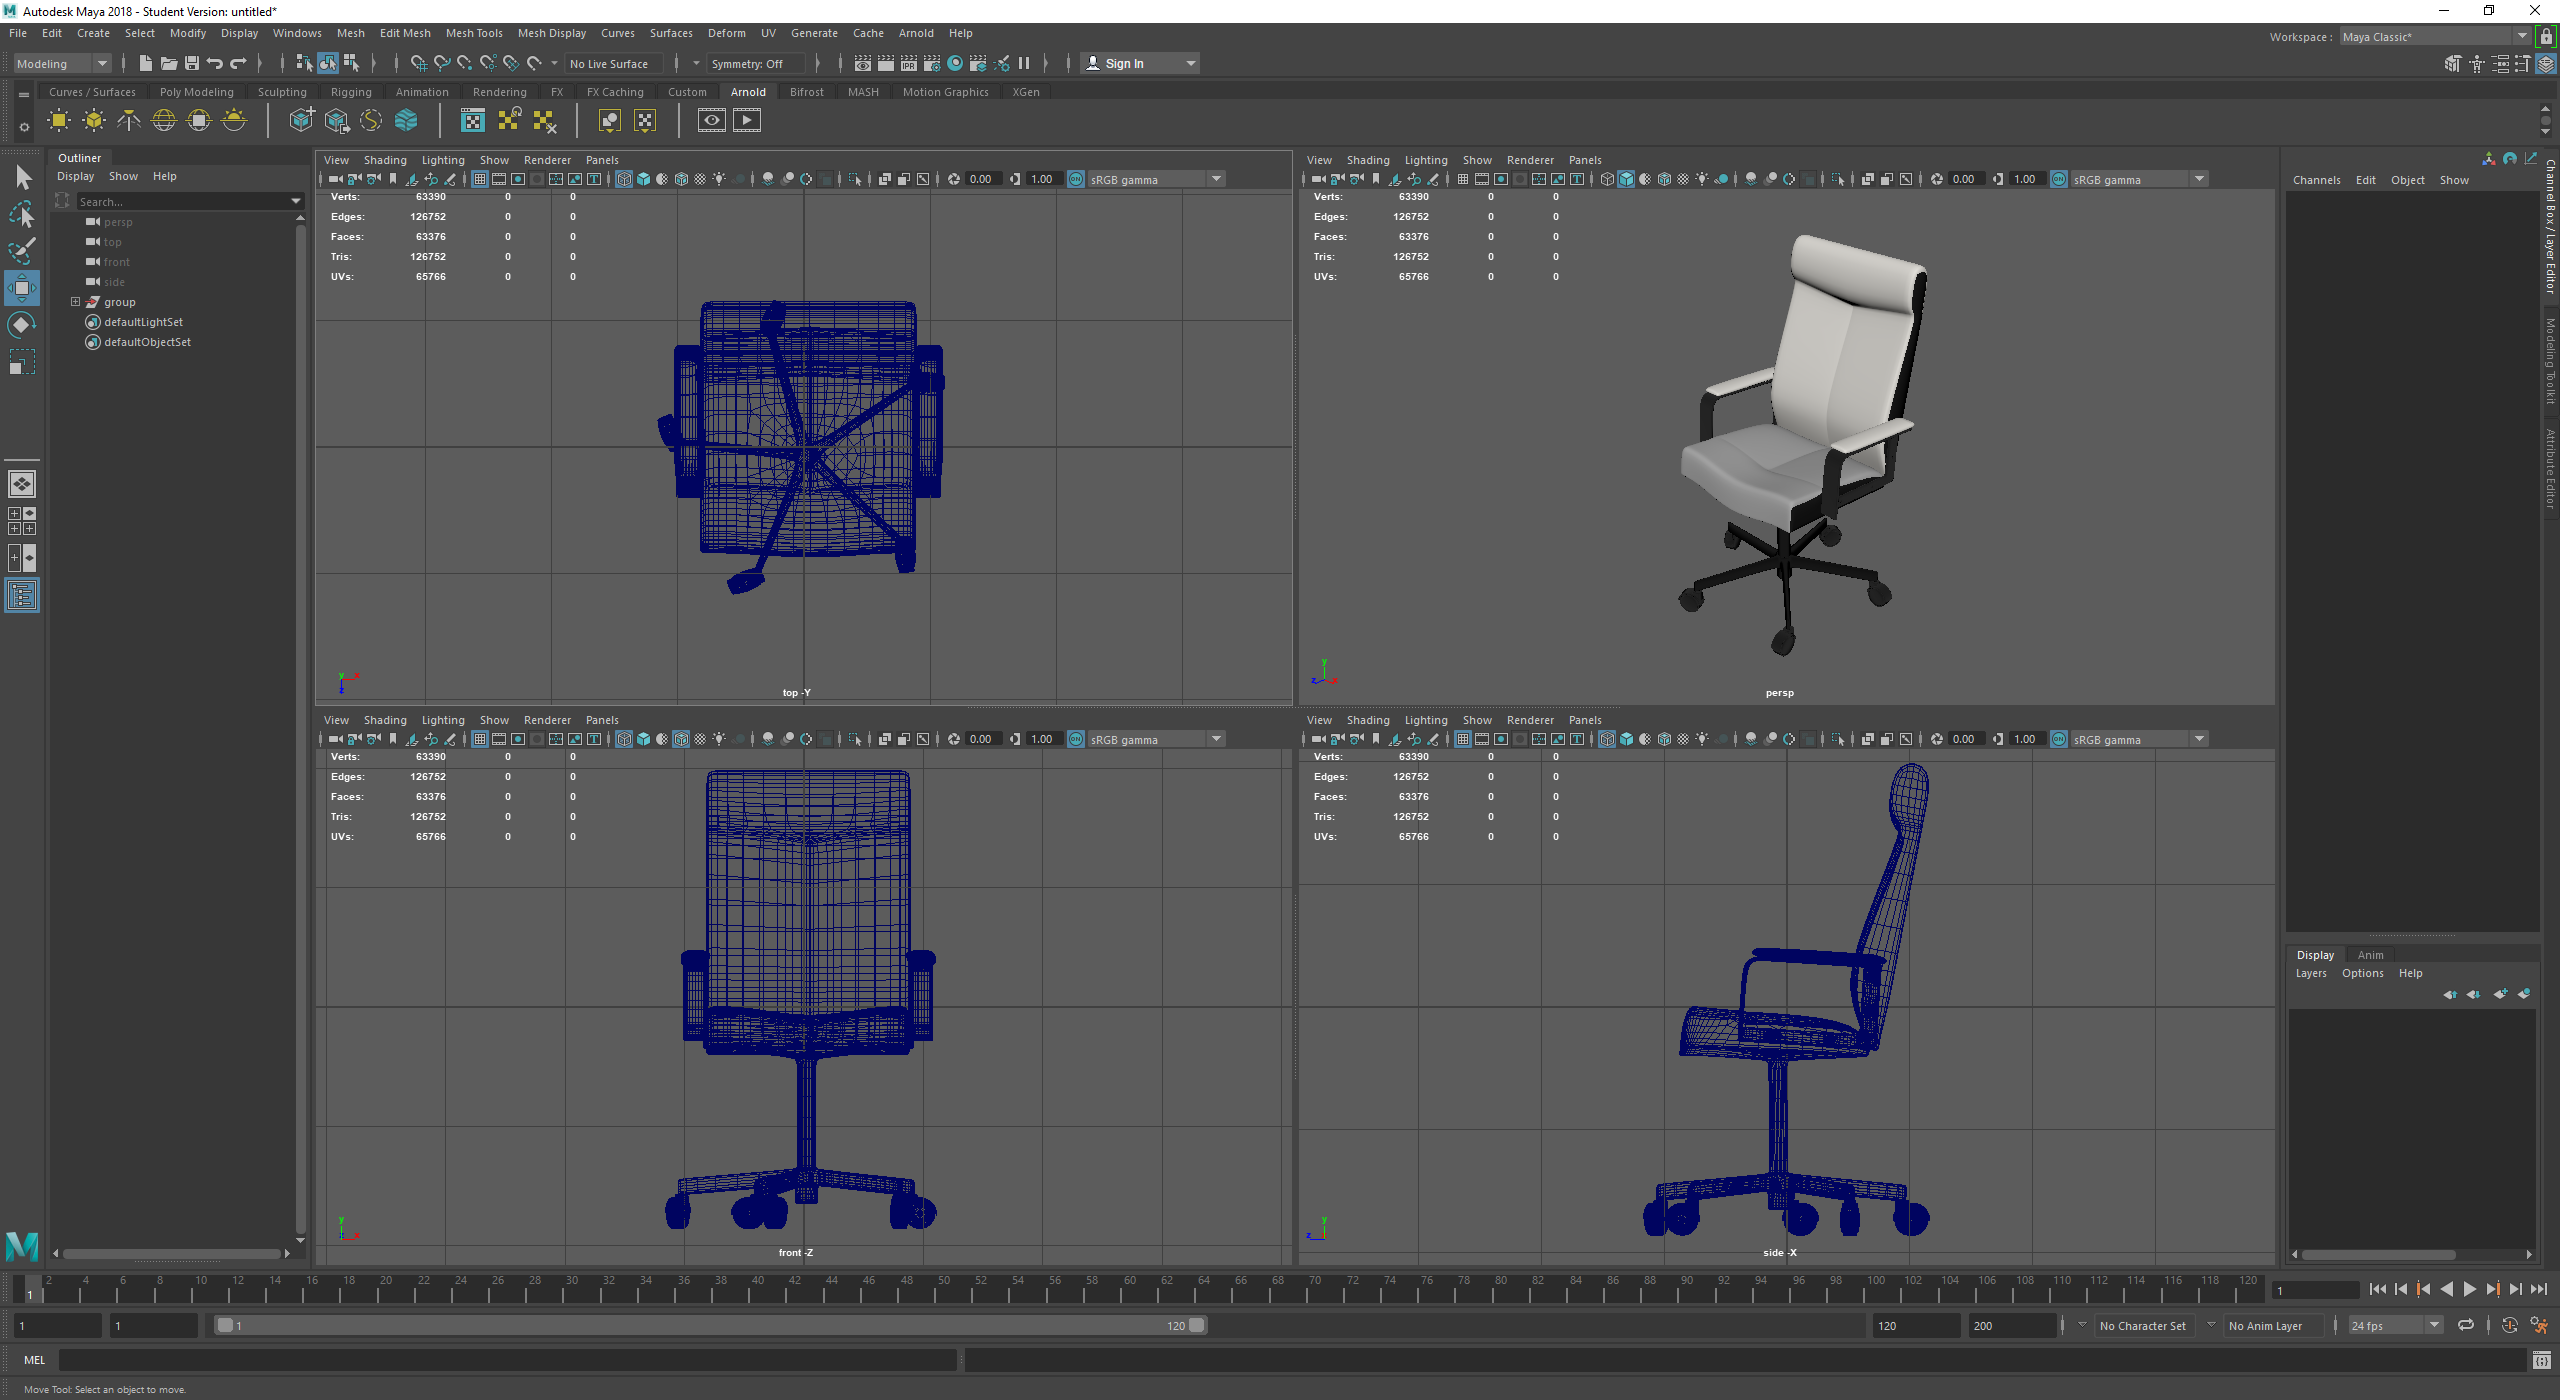 Autodesk Maya 2018 - Student Version: untitled*
File Edit Create Select Modify Display Windows Mesh Edit Mesh Mesh Tools Mesh Display Curves Surfaces Deform UV Generate Cache Arnold Help
Workspace : Maya Classic*
Modeling No Live Surface Symmetry: Off IPR Sign In
Curves / Surfaces Poly Modeling Sculpting Rigging Animation Rendering FX FX Caching Custom Arnold Bifrost MASH Motion Graphics XGen
Outliner
Display Show Help
Search...
persp
top
front
side
group
defaultLightSet
defaultObjectSet
View Shading Lighting Show Renderer Panels
0.00 1.00 ON sRGB gamma
Verts: 63390 0 0
Edges: 126752 0 0
Faces: 63376 0 0
Tris: 126752 0 0
UVs: 65766 0 0
y x
z
top -Y
View Shading Lighting Show Renderer Panels
0.00 1.00 ON sRGB gamma
Verts: 63390 0 0
Edges: 126752 0 0
Faces: 63376 0 0
Tris: 126752 0 0
UVs: 65766 0 0
y
z x
persp
View Shading Lighting Show Renderer Panels
0.00 1.00 ON sRGB gamma
Verts: 63390 0 0
Edges: 126752 0 0
Faces: 63376 0 0
Tris: 126752 0 0
UVs: 65766 0 0
y
z x
front -Z
View Shading Lighting Show Renderer Panels
0.00 1.00 ON sRGB gamma
Verts: 63390 0 0
Edges: 126752 0 0
Faces: 63376 0 0
Tris: 126752 0 0
UVs: 65766 0 0
y
z
side -X
Channels Edit Object Show
Channel Box / Layer Editor
Modeling Toolkit
Attribute Editor
Display Anim
Layers Options Help
2 4 6 8 10 12 14 16 18 20 22 24 26 28 30 32 34 36 38 40 42 44 46 48 50 52 54 56 58 60 62 64 66 68 70 72 74 76 78 80 82 84 86 88 90 92 94 96 98 100 102 104 106 108 110 112 114 116 118 120
1 1
1 1 1 120 120 200 No Character Set No Anim Layer 24 fps
MEL
Move Tool: Select an object to move.